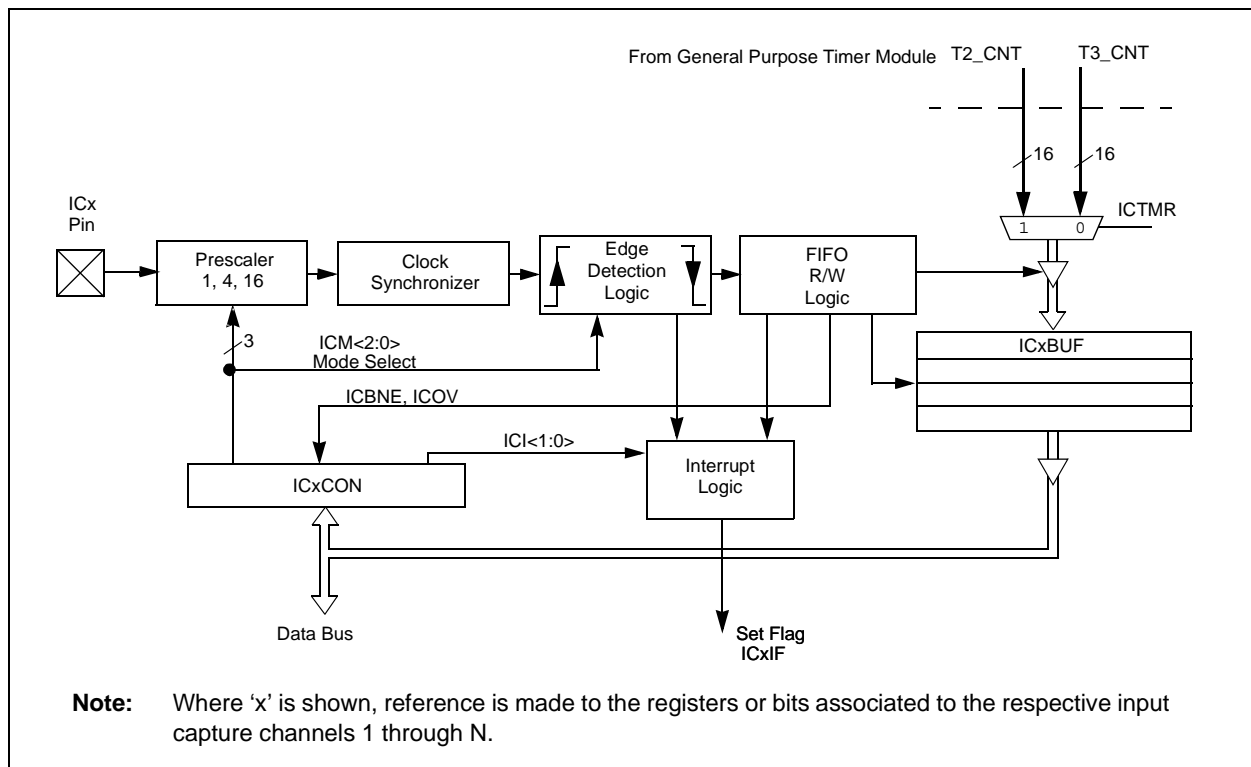 From General Purpose Timer Module
T2_CNT
T3_CNT
16
16
ICx
Pin
ICTMR
1
0
Prescaler
1, 4, 16
Clock
Synchronizer
Edge
Detection
Logic
FIFO
R/W
Logic
3
ICM<2:0>
Mode Select
ICxBUF
ICBNE, ICOV
ICI<1:0>
Interrupt
Logic
ICxCON
Data Bus
Set Flag
ICxIF
Note: Where ‘x’ is shown, reference is made to the registers or bits associated to the respective input
capture channels 1 through N.